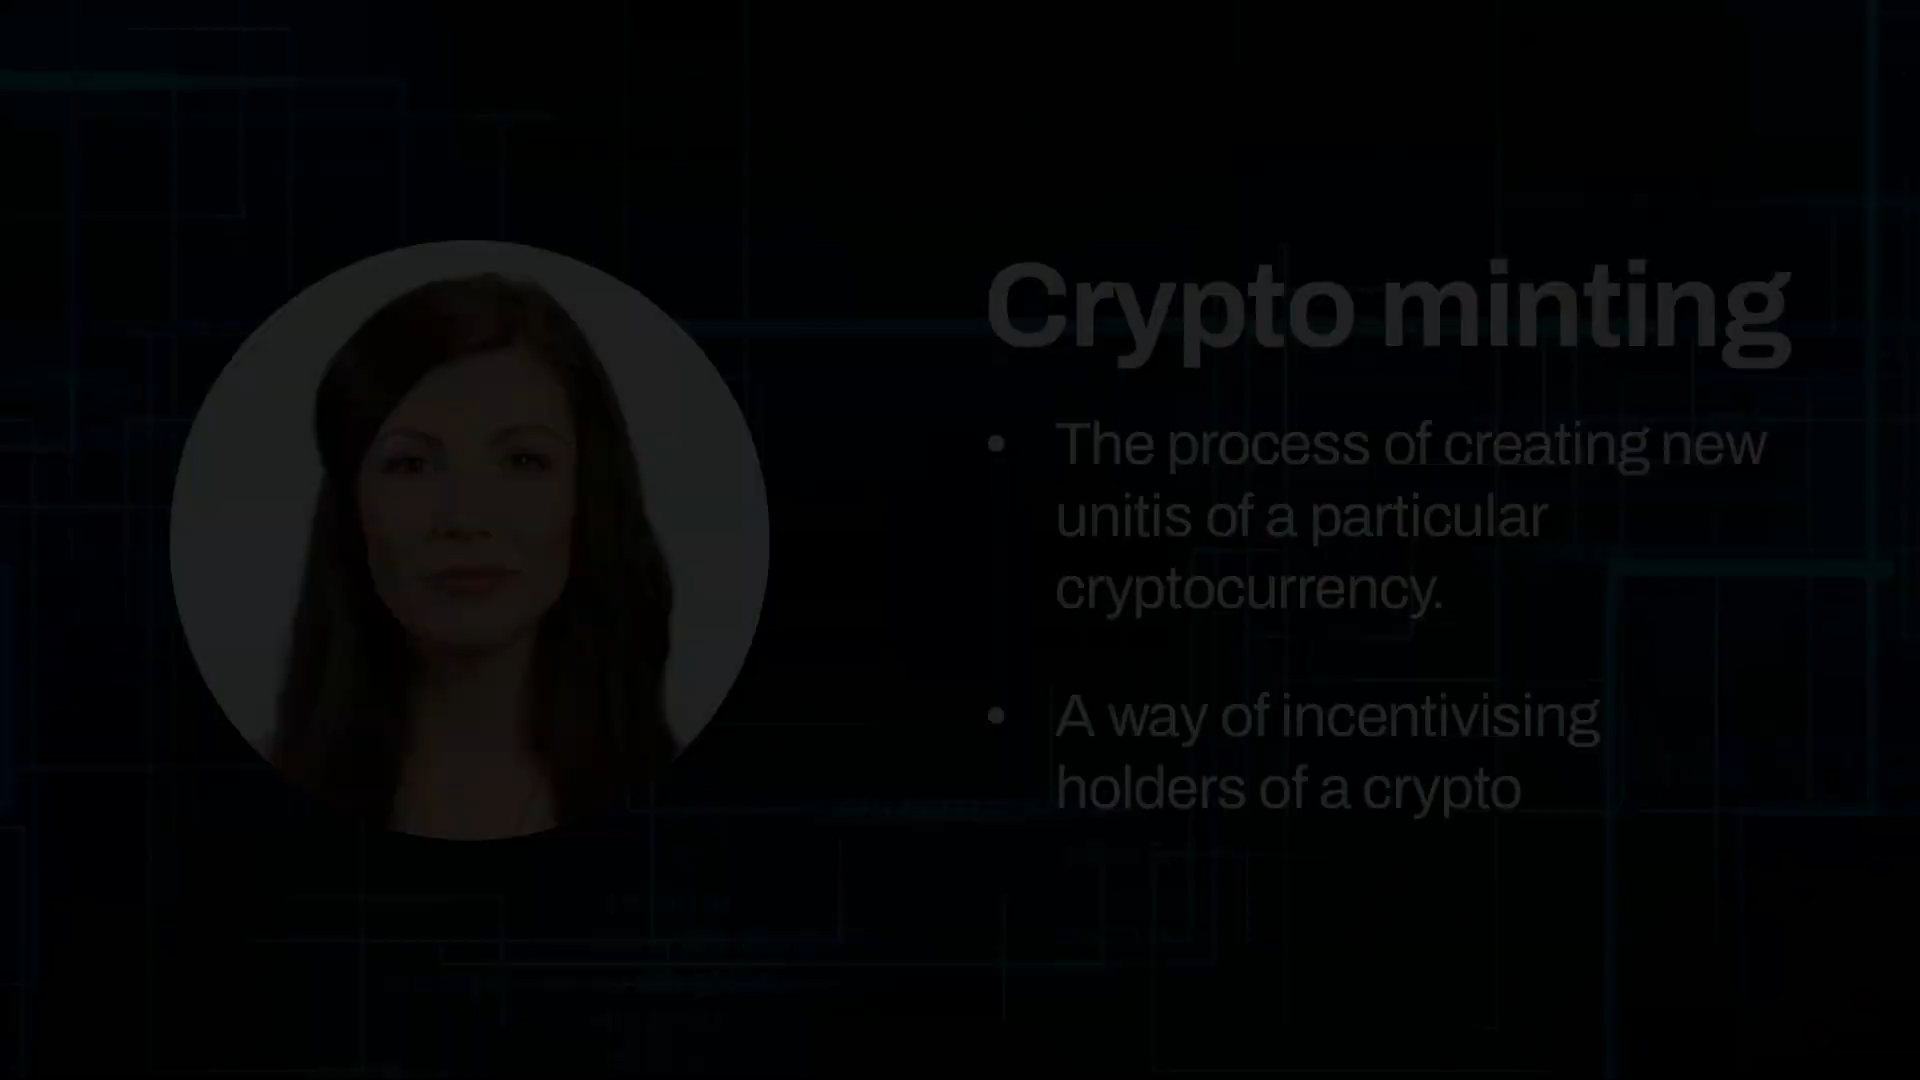 Crypto minting
• The process of creating new
unitis of a particular
cryptocurrency.
• A way of incentivising
holders of a crypto